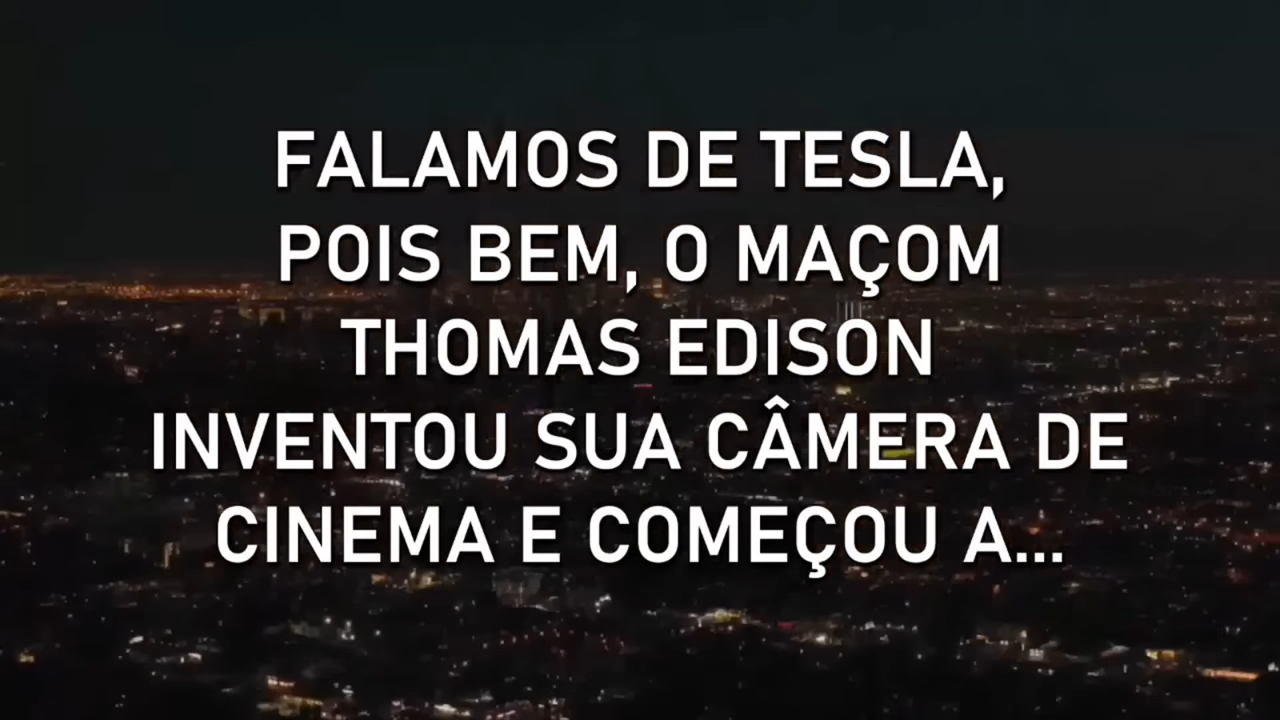 FALAMOS DE TESLA,
POIS BEM, O MAÇOM
THOMAS EDISON
INVENTOU SUA CÂMERA DE
CINEMA E COMEÇOU A...